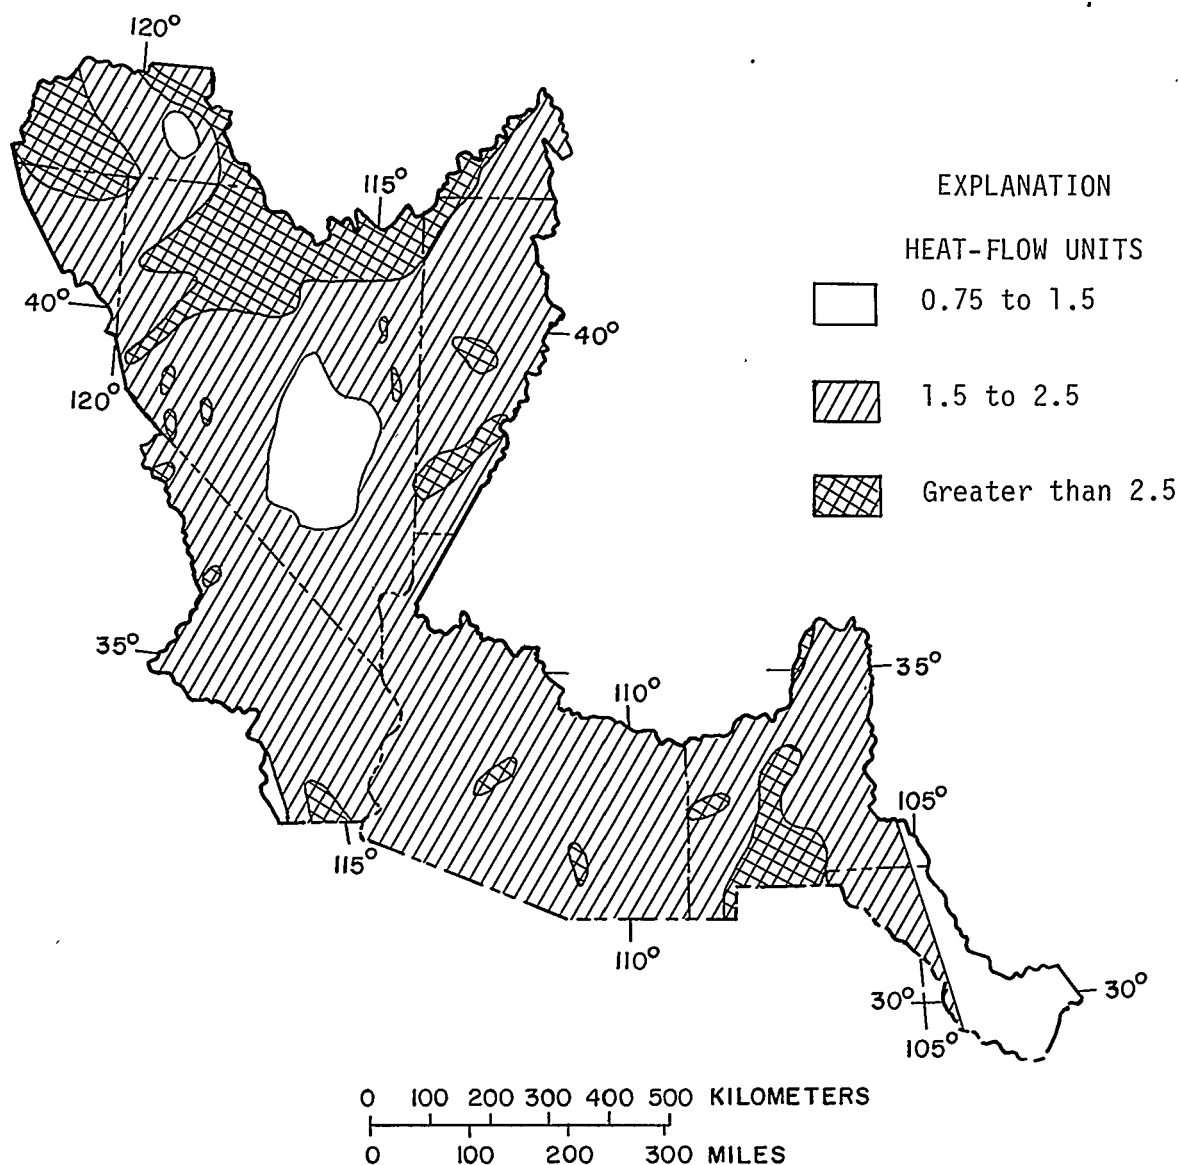 120°
115°
EXPLANATION
HEAT-FLOW UNITS
0.75 to 1.5
40°
40°
120°
1.5 to 2.5
Greater than 2.5
35°
35°
110°
105°
115°
110°
30°
30°
105°
0 100 200 300 400 500 KILOMETERS
0 100 200 300 MILES